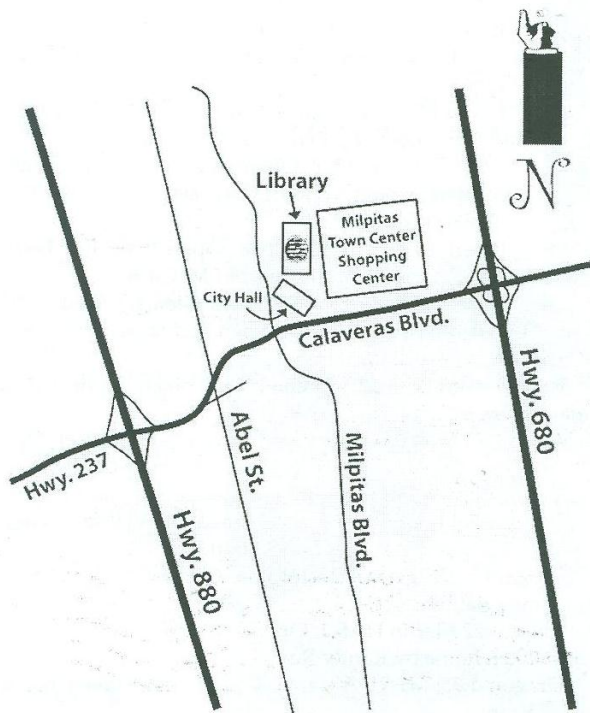 N
Library
Milpitas
Town Center
Shopping
Center
City Hall
Calaveras Blvd.
Hwy. 680
Abel St.
Milpitas Blvd.
Hwy. 237
Hwy. 880